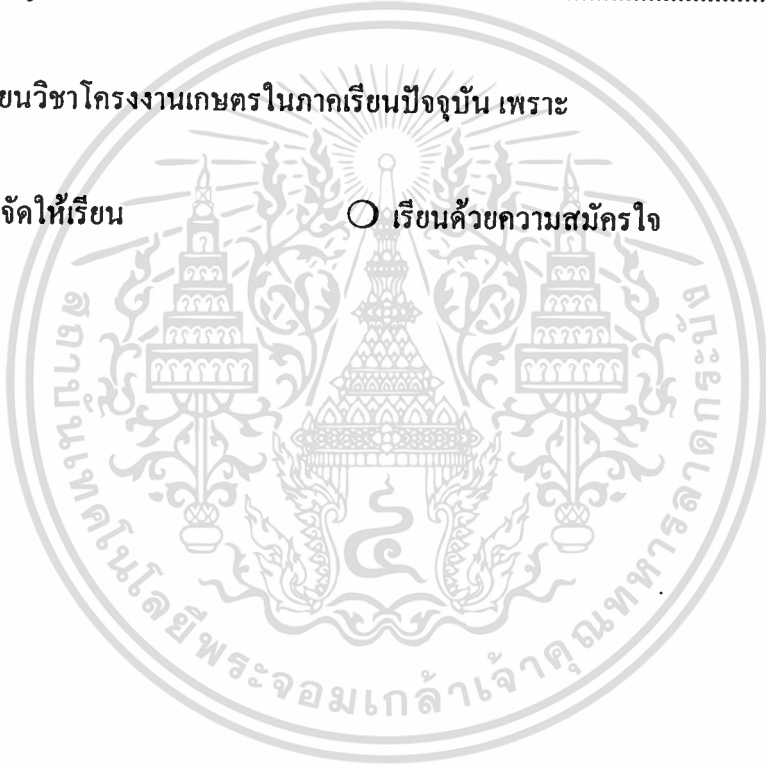 ยนวิชาโครงงานเกษตรในภาคเรียนปัจจุบัน เพราะ
จัดให้เรียน
เรียนด้วยความสมัครใจ
สถาบันเทคโนโลยีพระจอมเกล้าเจ้าคุณทหารลาดกระบัง
๔